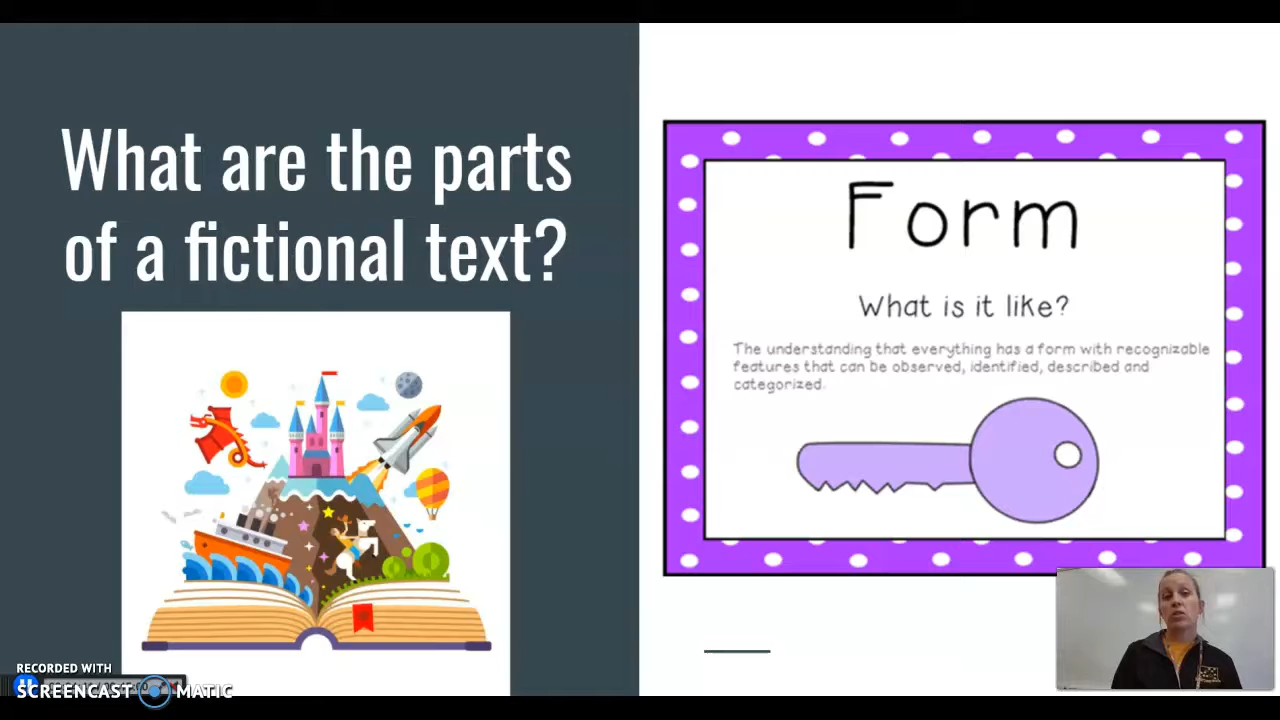 What are the parts
of a fictional text?
Form
What is it like?
The understanding that everything has a form with recognizable
features that can be observed, identified, described and
categorized.
RECORDED WITH
SCREENCAST MATIC